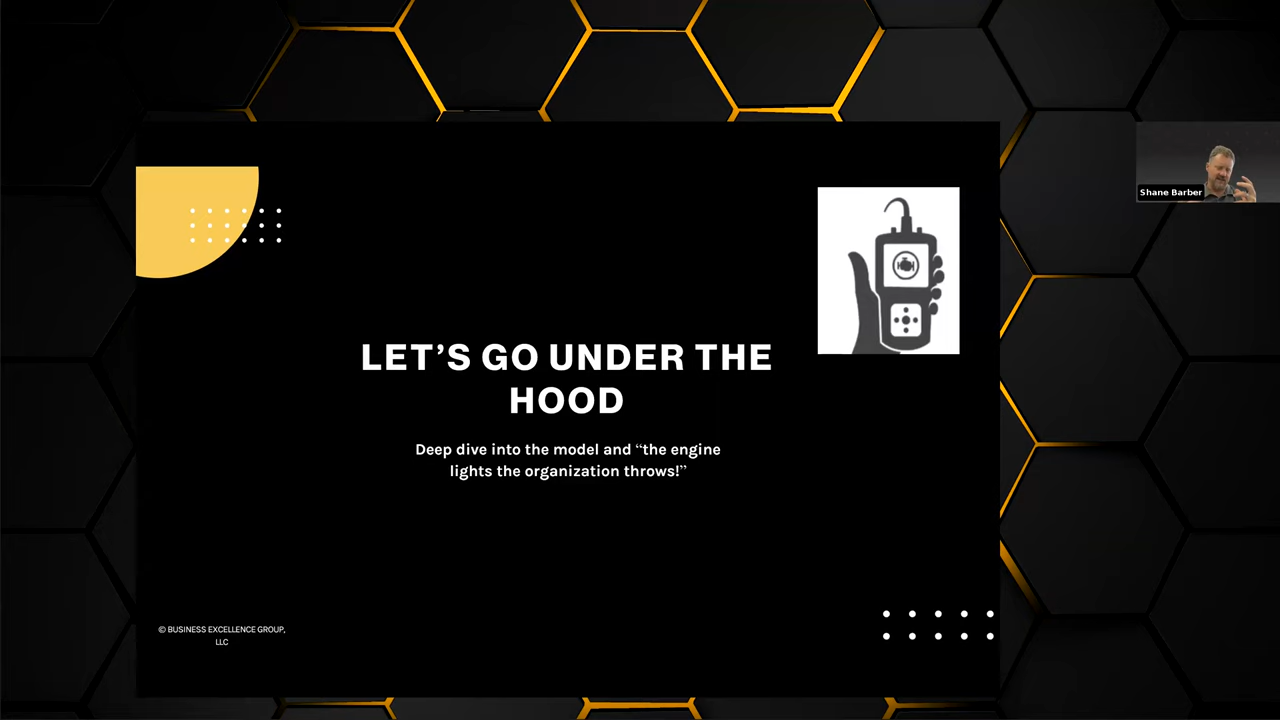 Shane Barber
LET’S GO UNDER THE
HOOD
Deep dive into the model and “the engine
lights the organization throws!”
© BUSINESS EXCELLENCE GROUP,
LLC